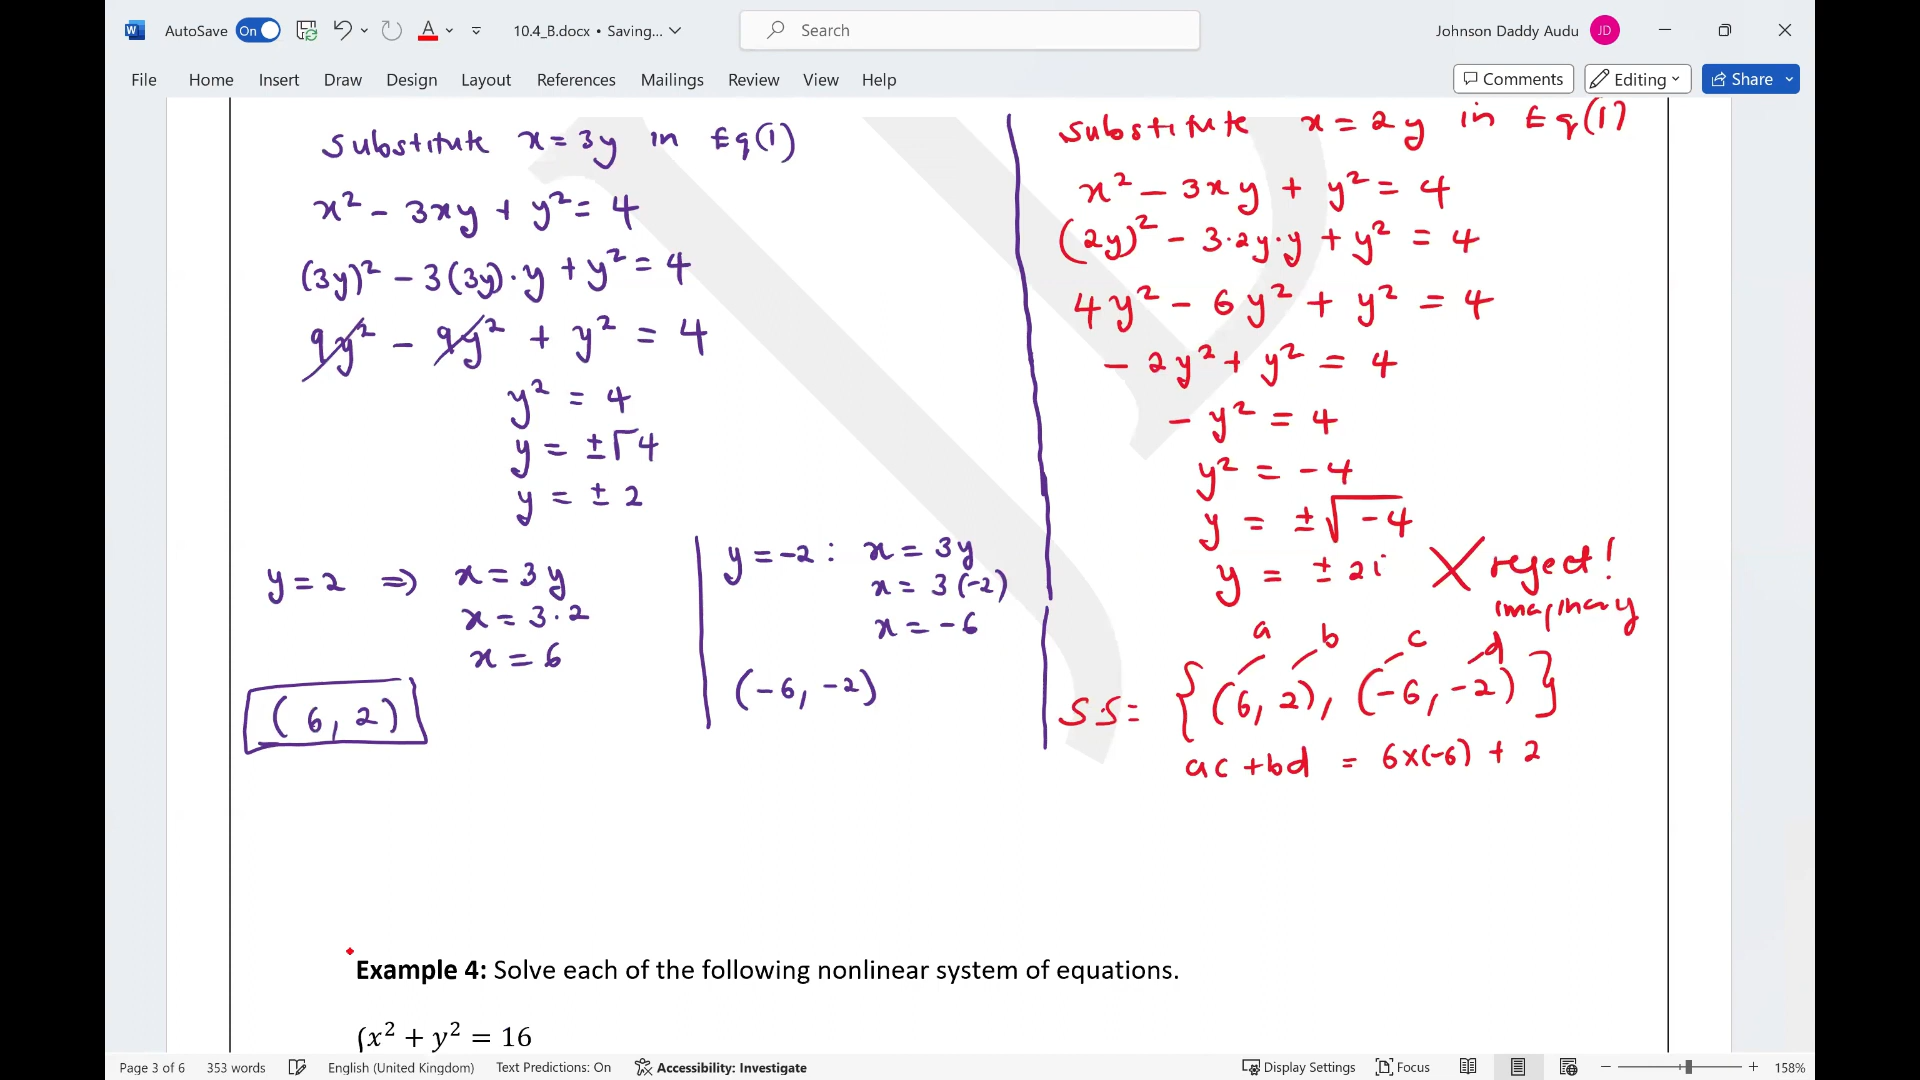 AutoSave On 10.4_B.docx • Saving... Search Johnson Daddy Audu JD
File Home Insert Draw Design Layout References Mailings Review View Help Comments Editing Share
substitute x = 3y in Eq(1)
x² - 3xy + y² = 4
(3y)² - 3(3y)·y + y² = 4
9y² - 9y² + y² = 4
y² = 4
y = ±√4
y = ± 2
y = 2 ⇒ x = 3y
x = 3·2
x = 6
(6, 2)
y = -2 : x = 3y
x = 3(-2)
x = -6
(-6, -2)
substitute x = 2y in Eq(1)
x² - 3xy + y² = 4
(2y)² - 3·2y·y + y² = 4
4y² - 6y² + y² = 4
- 2y² + y² = 4
- y² = 4
y² = -4
y = ±√-4
y = ± 2i X reject!
imaginary
a b c d
S.S = {(6, 2), (-6, -2)}
ac + bd = 6×(-6) + 2
Example 4: Solve each of the following nonlinear system of equations.
x² + y² = 16
Page 3 of 6 353 words English (United Kingdom) Text Predictions: On Accessibility: Investigate Display Settings Focus 158%